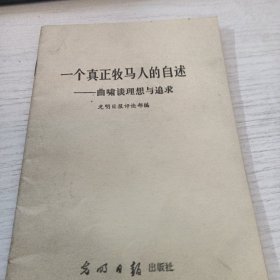 一个真正牧马人的自述
——曲啸谈理想与追求
光明日报评论部编
光明日报出版社